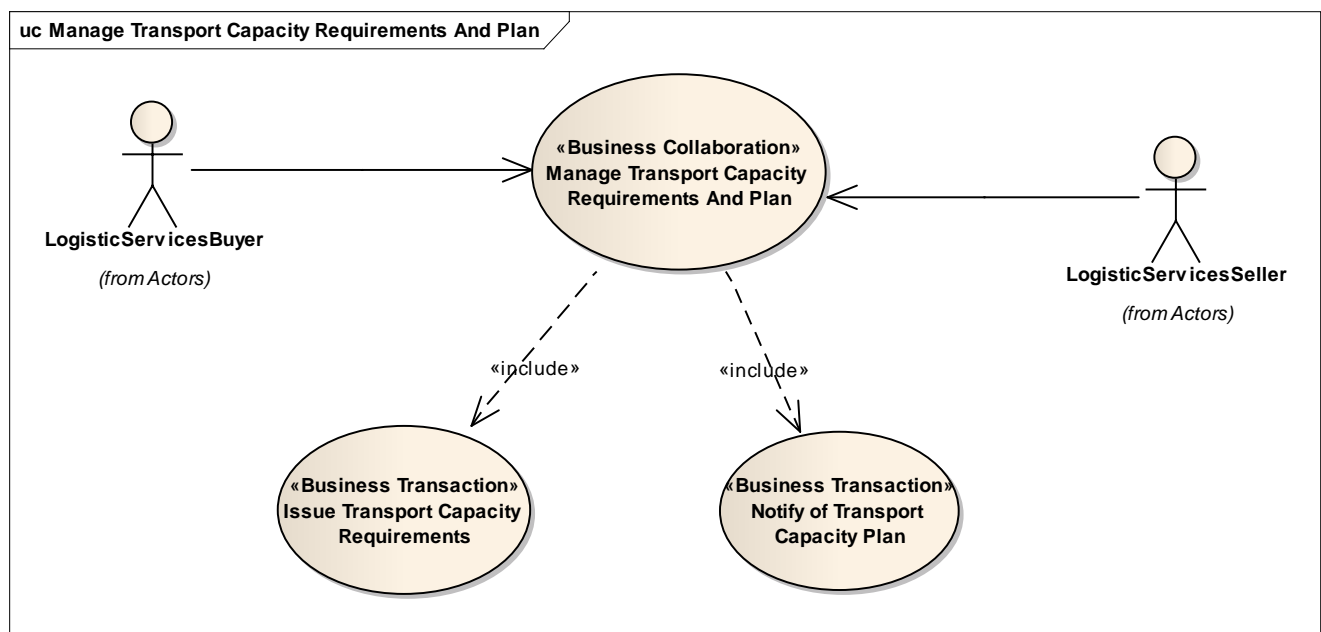 uc Manage Transport Capacity Requirements And Plan
«Business Collaboration»
Manage Transport Capacity
Requirements And Plan
LogisticServicesBuyer
(from Actors)
LogisticServicesSeller
(from Actors)
«include»
«include»
«Business Transaction»
Issue Transport Capacity
Requirements
«Business Transaction»
Notify of Transport
Capacity Plan